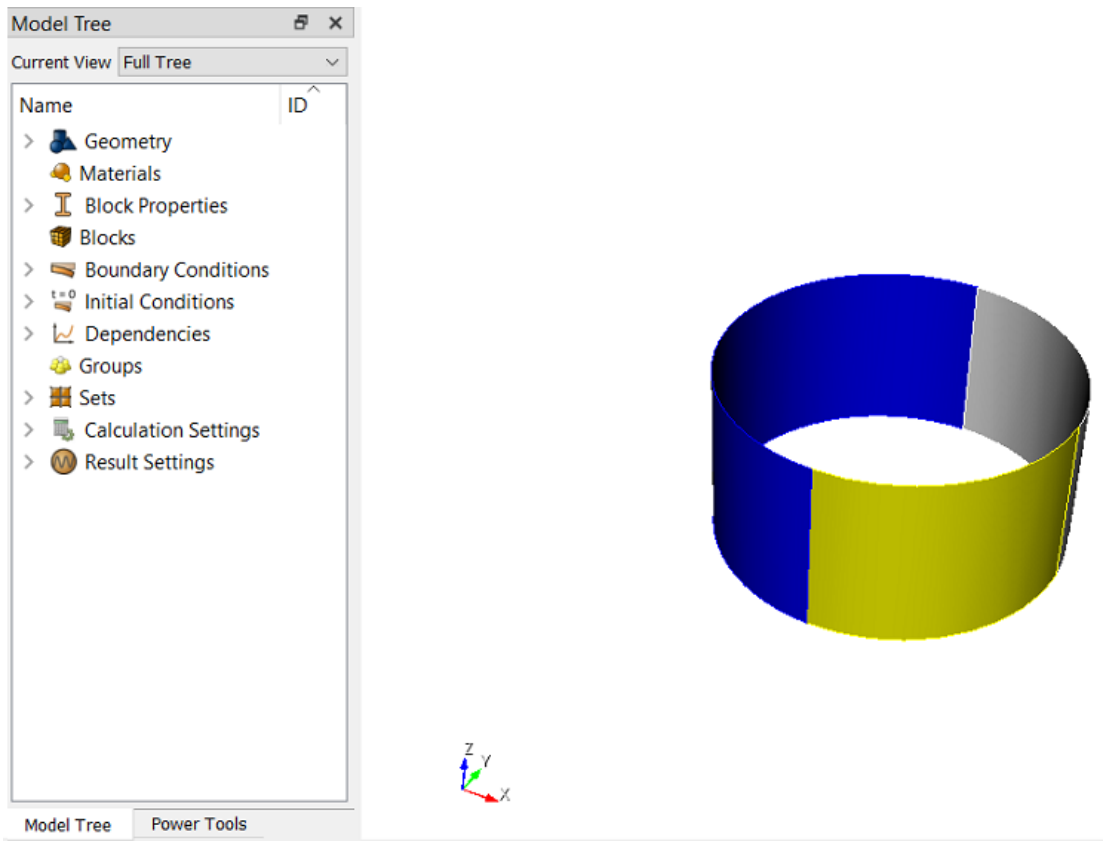 Model Tree
Current View Full Tree
Name ID
Geometry
Materials
Block Properties
Blocks
Boundary Conditions
t=0 Initial Conditions
Dependencies
Groups
Sets
Calculation Settings
Result Settings
Z
Y
X
Model Tree Power Tools